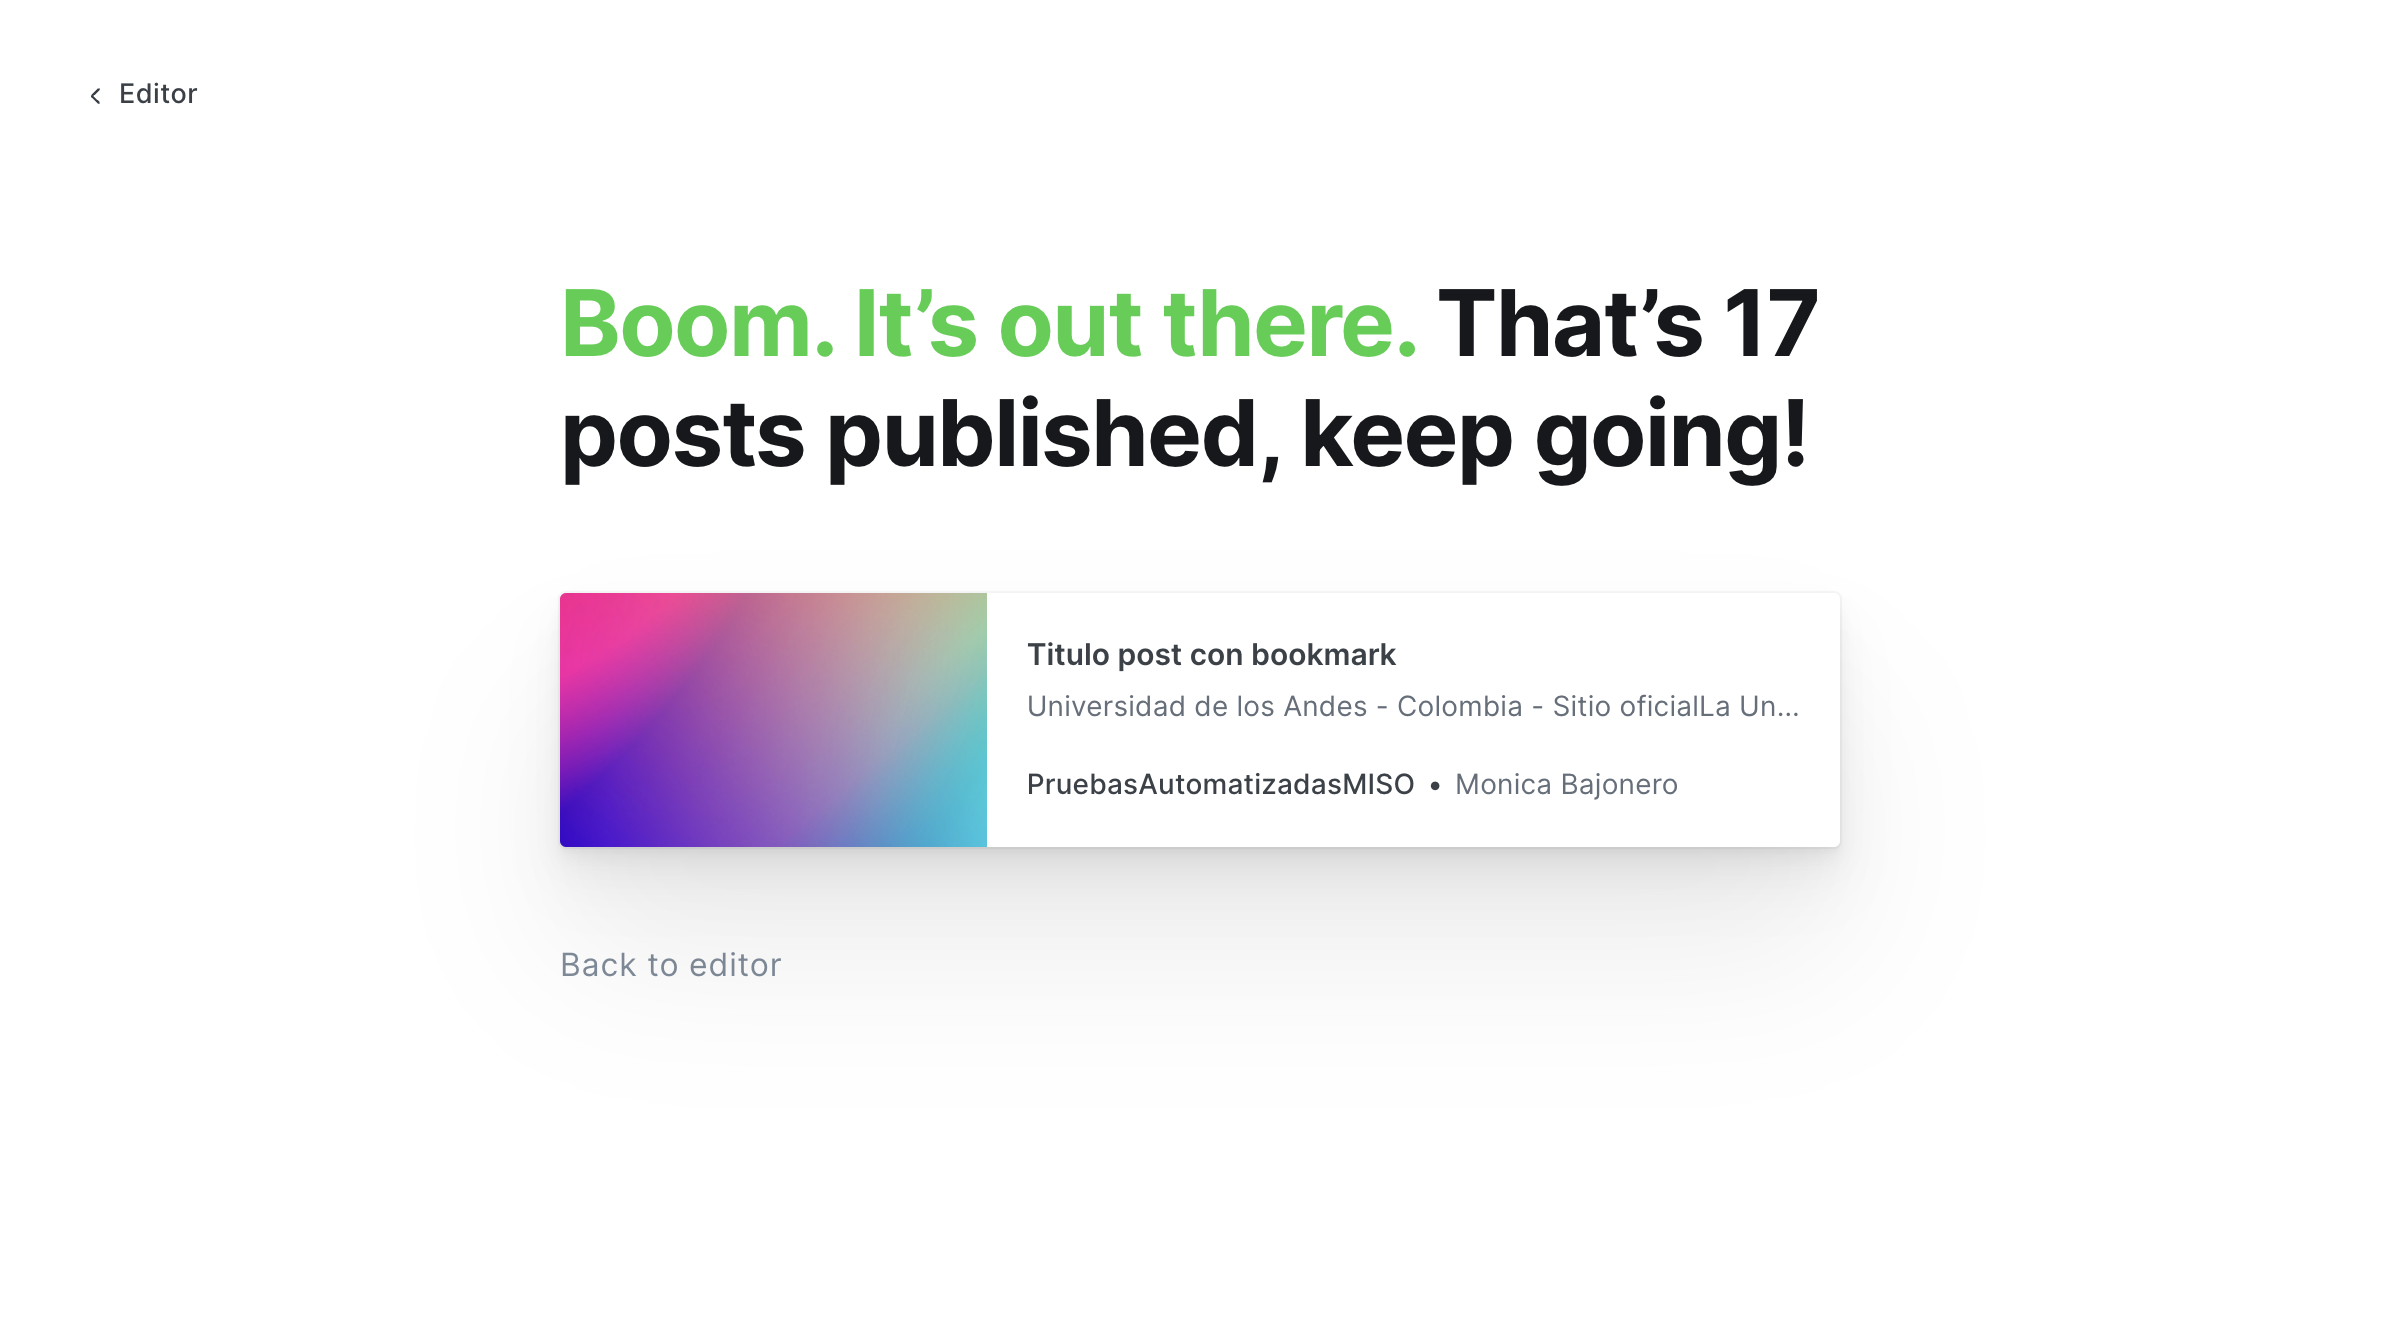 Editor
Boom. It’s out there. That’s 17
posts published, keep going!
Titulo post con bookmark
Universidad de los Andes - Colombia - Sitio oficialLa Un...
PruebasAutomatizadasMISO • Monica Bajonero
Back to editor